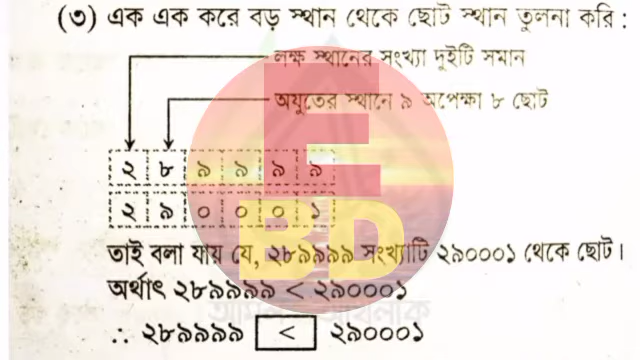 (৩) এক এক করে বড় স্থান থেকে ছোট স্থান তুলনা করি :
লক্ষ স্থানের সংখ্যা দুইটি সমান
অযুতের স্থানে ৯ অপেক্ষা ৮ ছোট
২ ৮ ৯ ৯ ৯ ৯
২ ৯ ০ ০ ০ ১
E
BD
তাই বলা যায় যে, ২৮৯৯৯৯ সংখ্যাটি ২৯০০০১ থেকে ছোট।
অর্থাৎ ২৮৯৯৯৯ < ২৯০০০১
∴ ২৮৯৯৯৯ < ২৯০০০১